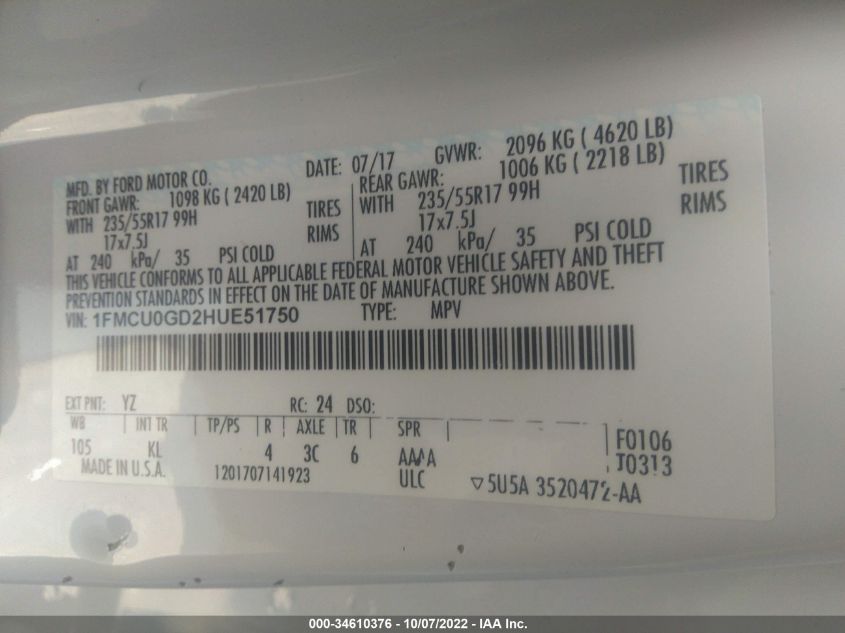 MFD. BY FORD MOTOR CO. DATE: 07/17 GVWR: 2096 KG ( 4620 LB)
FRONT GAWR: 1098 KG ( 2420 LB) REAR GAWR: 1006 KG ( 2218 LB)
WITH 235/55R17 99H TIRES WITH 235/55R17 99H TIRES
17x7.5J RIMS 17x7.5J RIMS
AT 240 kPa/ 35 PSI COLD AT 240 kPa/ 35 PSI COLD
THIS VEHICLE CONFORMS TO ALL APPLICABLE FEDERAL MOTOR VEHICLE SAFETY AND THEFT
PREVENTION STANDARDS IN EFFECT ON THE DATE OF MANUFACTURE SHOWN ABOVE.
VIN: 1FMCU0GD2HUE51750 TYPE: MPV
EXT PNT: YZ RC: 24 DSO:
WB INT TR TP/PS R AXLE TR SPR F0106
105 KL 4 3C 6 AAAA T0313
MADE IN U.S.A. 1201707141923 ULC ▽5U5A 3520472-AA
000-34610376 - 10/07/2022 - IAA Inc.